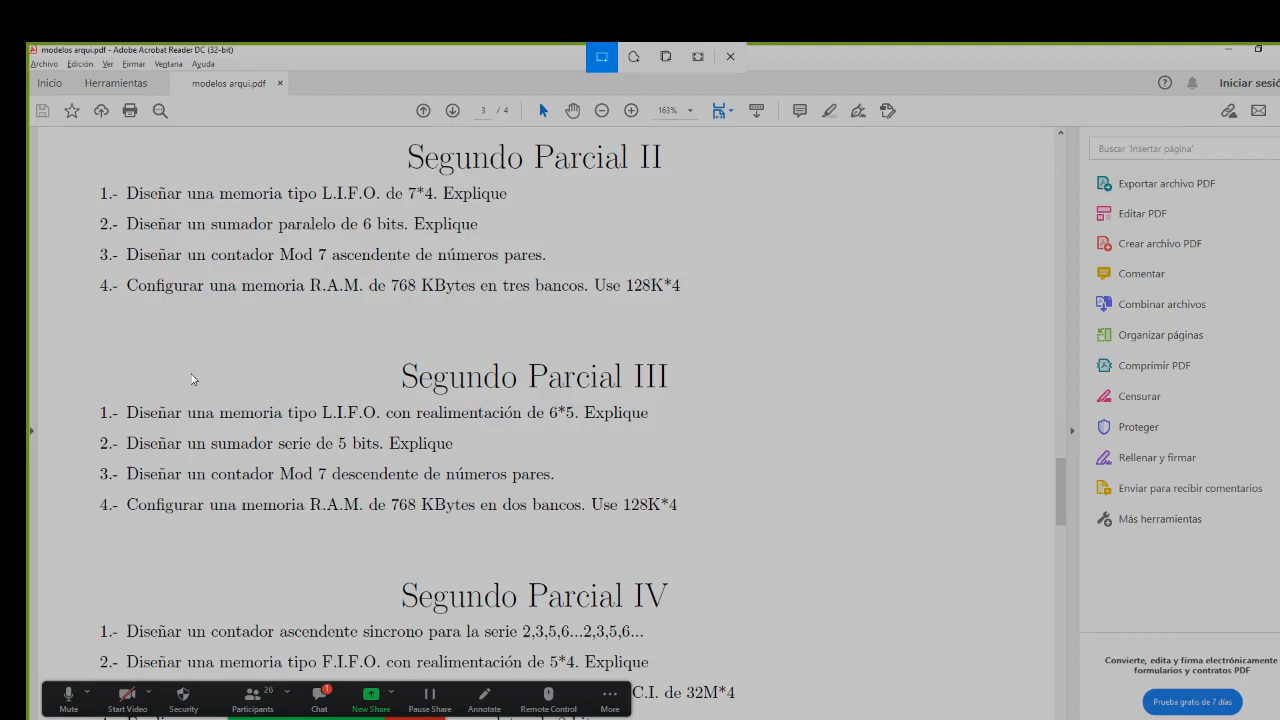 modelos arqui.pdf - Adobe Acrobat Reader DC (32-bit)
Archivo Edición Ver Firmar Ventana Ayuda
Inicio Herramientas modelos arqui.pdf × Iniciar sesió
3 / 4 163%
Segundo Parcial II
1.- Diseñar una memoria tipo L.I.F.O. de 7*4. Explique
2.- Diseñar un sumador paralelo de 6 bits. Explique
3.- Diseñar un contador Mod 7 ascendente de números pares.
4.- Configurar una memoria R.A.M. de 768 KBytes en tres bancos. Use 128K*4
Segundo Parcial III
1.- Diseñar una memoria tipo L.I.F.O. con realimentación de 6*5. Explique
2.- Diseñar un sumador serie de 5 bits. Explique
3.- Diseñar un contador Mod 7 descendente de números pares.
4.- Configurar una memoria R.A.M. de 768 KBytes en dos bancos. Use 128K*4
Segundo Parcial IV
1.- Diseñar un contador ascendente sincrono para la serie 2,3,5,6...2,3,5,6...
2.- Diseñar una memoria tipo F.I.F.O. con realimentación de 5*4. Explique
C.I. de 32M*4
Buscar 'Insertar página'
Exportar archivo PDF
Editar PDF
Crear archivo PDF
Comentar
Combinar archivos
Organizar páginas
Comprimir PDF
Censurar
Proteger
Rellenar y firmar
Enviar para recibir comentarios
Más herramientas
Convierte, edita y firma electrónicamente
formularios y contratos PDF
Prueba gratis de 7 días
26 1
Mute Start Video Security Participants Chat New Share Pause Share Annotate Remote Control More